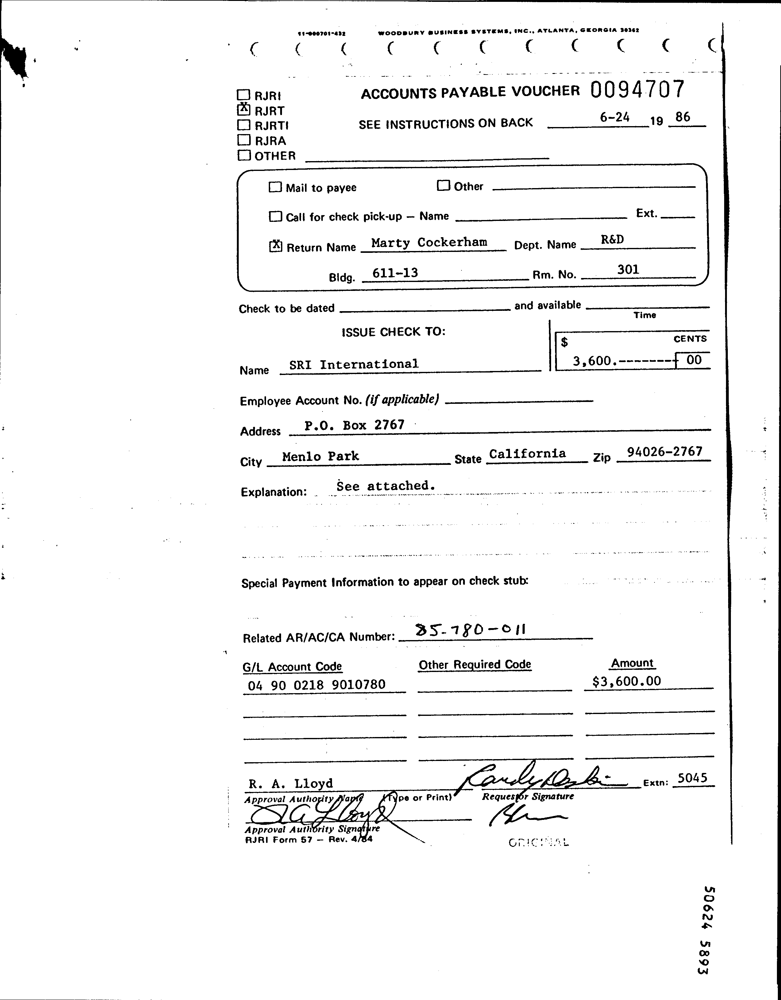 11-000701-432 WOODBURY BUSINESS SYSTEMS, INC., ATLANTA, GEORGIA 30362
RJRI
ACCOUNTS PAYABLE VOUCHER 0094707
X RJRT
RJRTI
SEE INSTRUCTIONS ON BACK 6-24 19 86
RJRA
OTHER
Mail to payee Other
Call for check pick-up – Name Ext.
X Return Name Marty Cockerham Dept. Name R&D
Bldg. 611-13 Rm. No. 301
Check to be dated and available
Time
ISSUE CHECK TO:
$ CENTS
Name SRI International 3,600.------- 00
Employee Account No. (if applicable)
Address P.O. Box 2767
City Menlo Park State California Zip 94026-2767
Explanation: See attached.
Special Payment Information to appear on check stub:
Related AR/AC/CA Number: 85-780-011
G/L Account Code Other Required Code Amount
04 90 0218 9010780 $3,600.00
R. A. Lloyd Extn: 5045
Approval Authority Name (Type or Print) Requestor Signature
R A Lloyd
Approval Authority Signature
RJRI Form 57 – Rev. 4/84
ORIGINAL
50624 5893